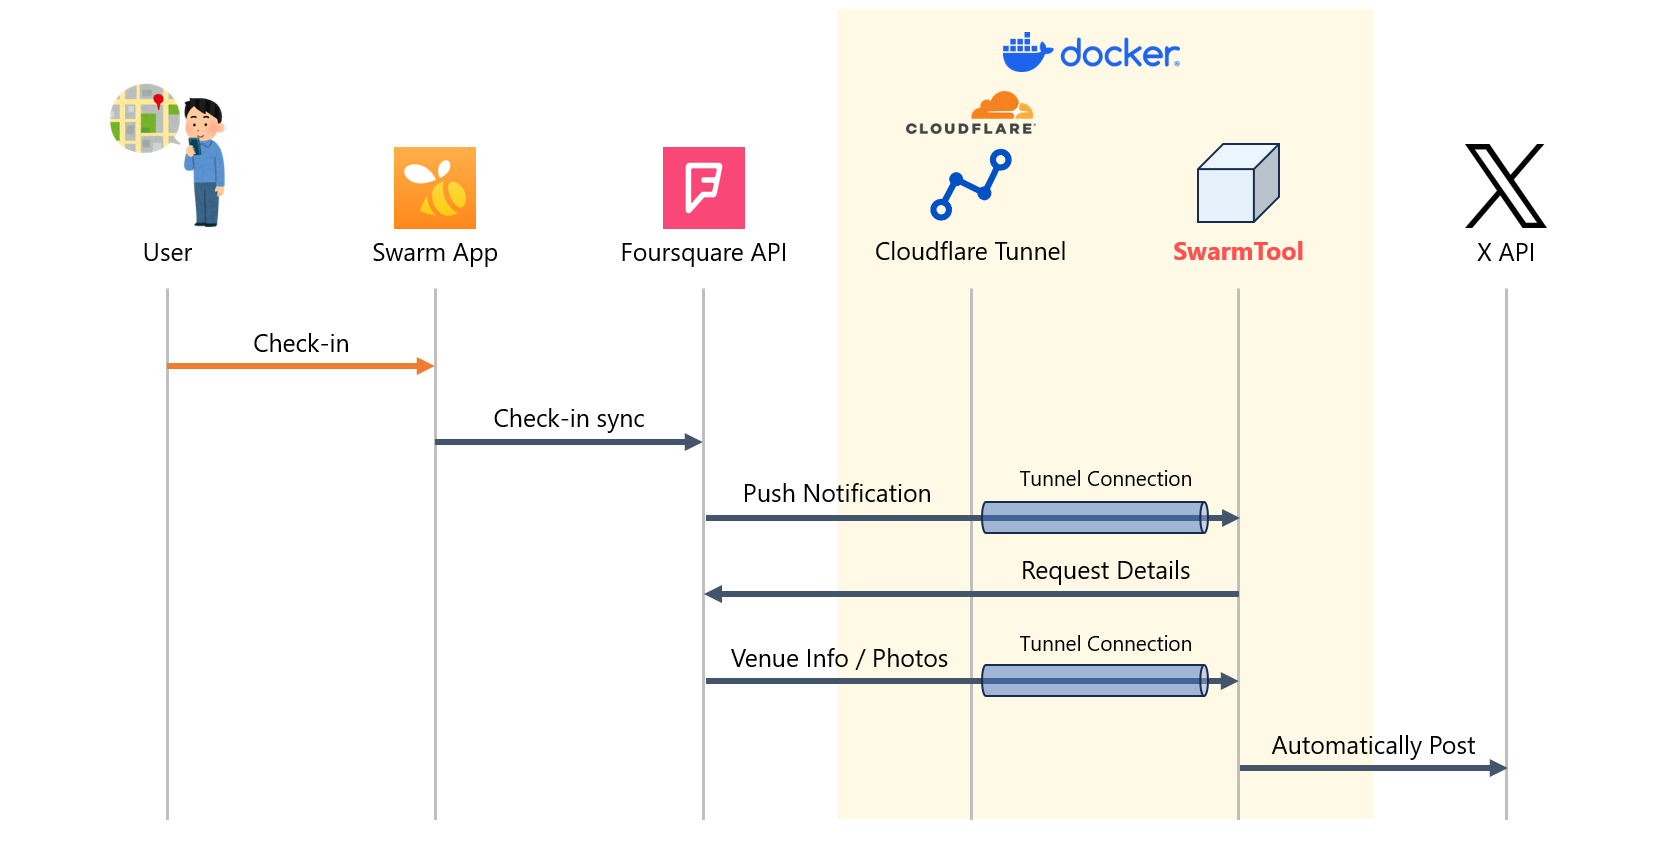 docker
CLOUDFLARE
User
Swarm App
Foursquare API
Cloudflare Tunnel
SwarmTool
X API
Check-in
Check-in sync
Push Notification
Tunnel Connection
Request Details
Venue Info / Photos
Tunnel Connection
Automatically Post